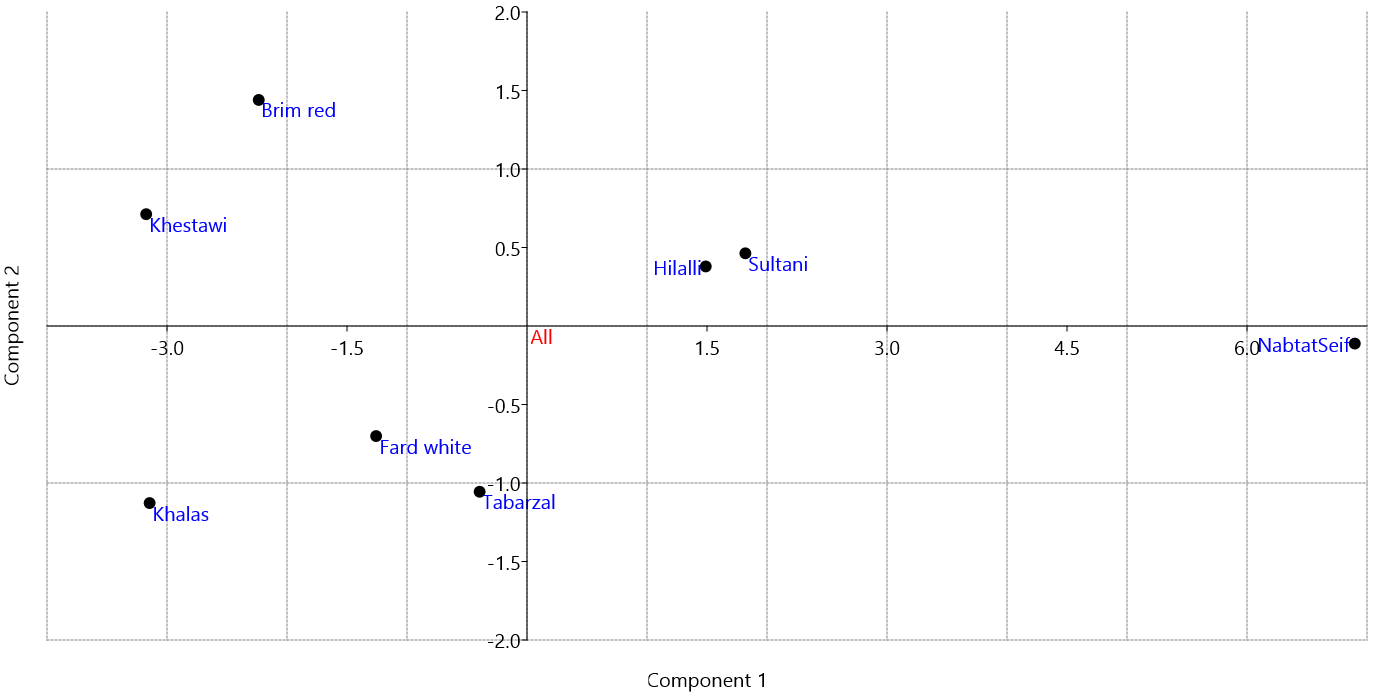 2.0
1.5
Brim red
1.0
Khestawi
0.5
Hilalli
Sultani
Component 2
All
-3.0
-1.5
1.5
3.0
4.5
6.0
NabtatSeif
-0.5
Fard white
-1.0
Tabarzal
Khalas
-1.5
-2.0
Component 1